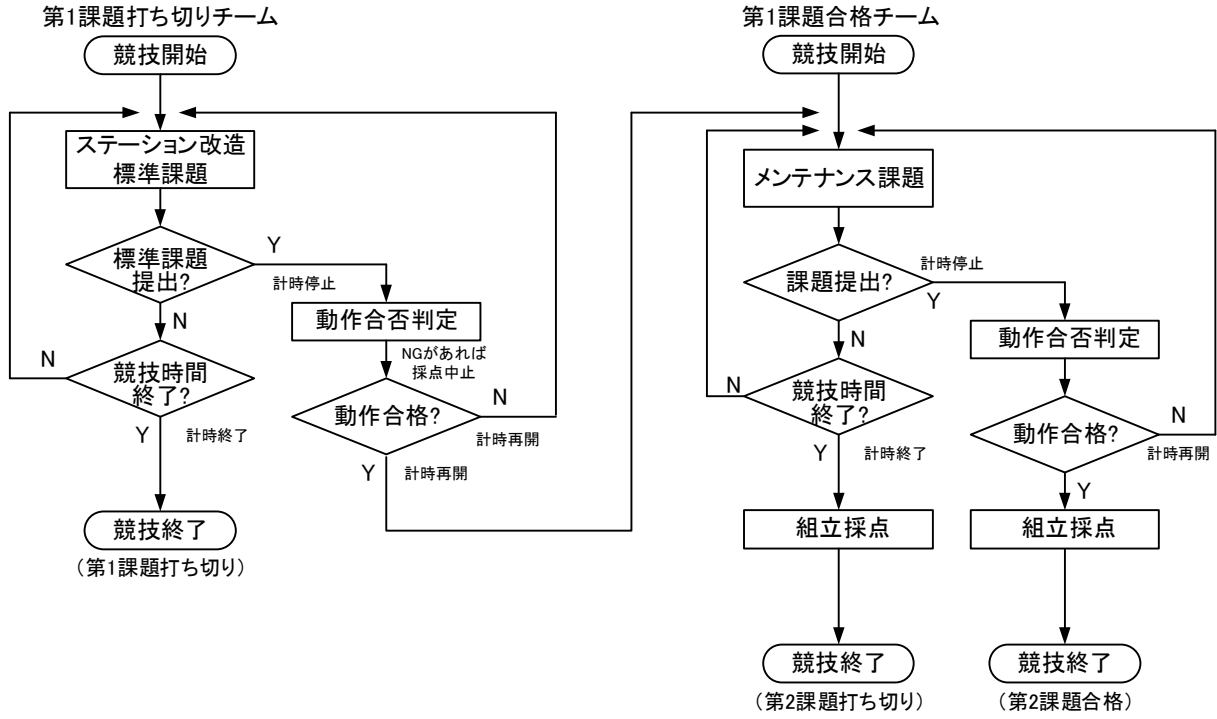 第1課題打ち切りチーム
競技開始
ステーション改造
標準課題
標準課題
提出?
Y
計時停止
N
動作合否判定
NGがあれば
採点中止
競技時間
終了?
N
Y
計時終了
動作合格?
N
計時再開
Y
計時再開
競技終了
(第1課題打ち切り)
第1課題合格チーム
競技開始
メンテナンス課題
課題提出?
計時停止
Y
N
動作合否判定
競技時間
終了?
N
Y
計時終了
動作合格?
N
計時再開
Y
組立採点
組立採点
競技終了
(第2課題打ち切り)
競技終了
(第2課題合格)